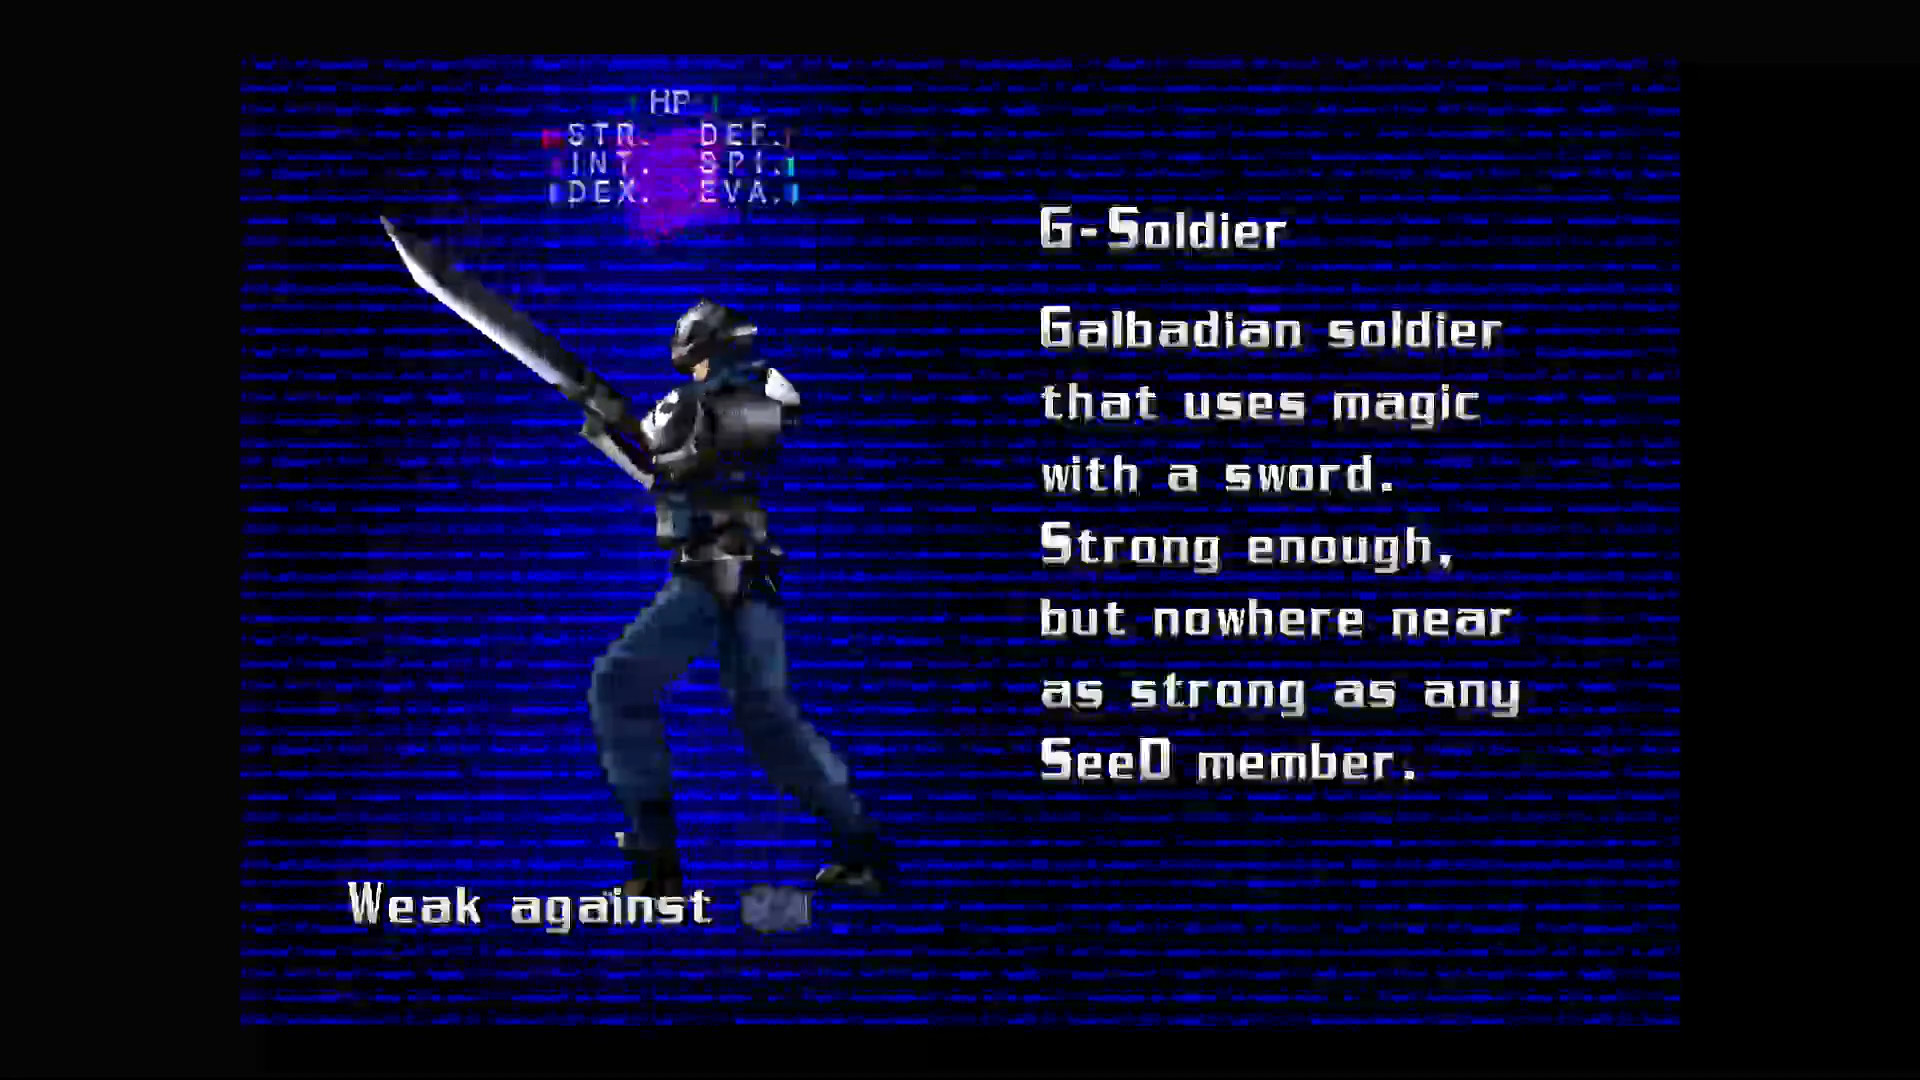 HP
STR. DEF.
INT. SPI.
DEX. EVA.
G-Soldier
Galbadian soldier
that uses magic
with a sword.
Strong enough,
but nowhere near
as strong as any
SeeD member.
Weak against